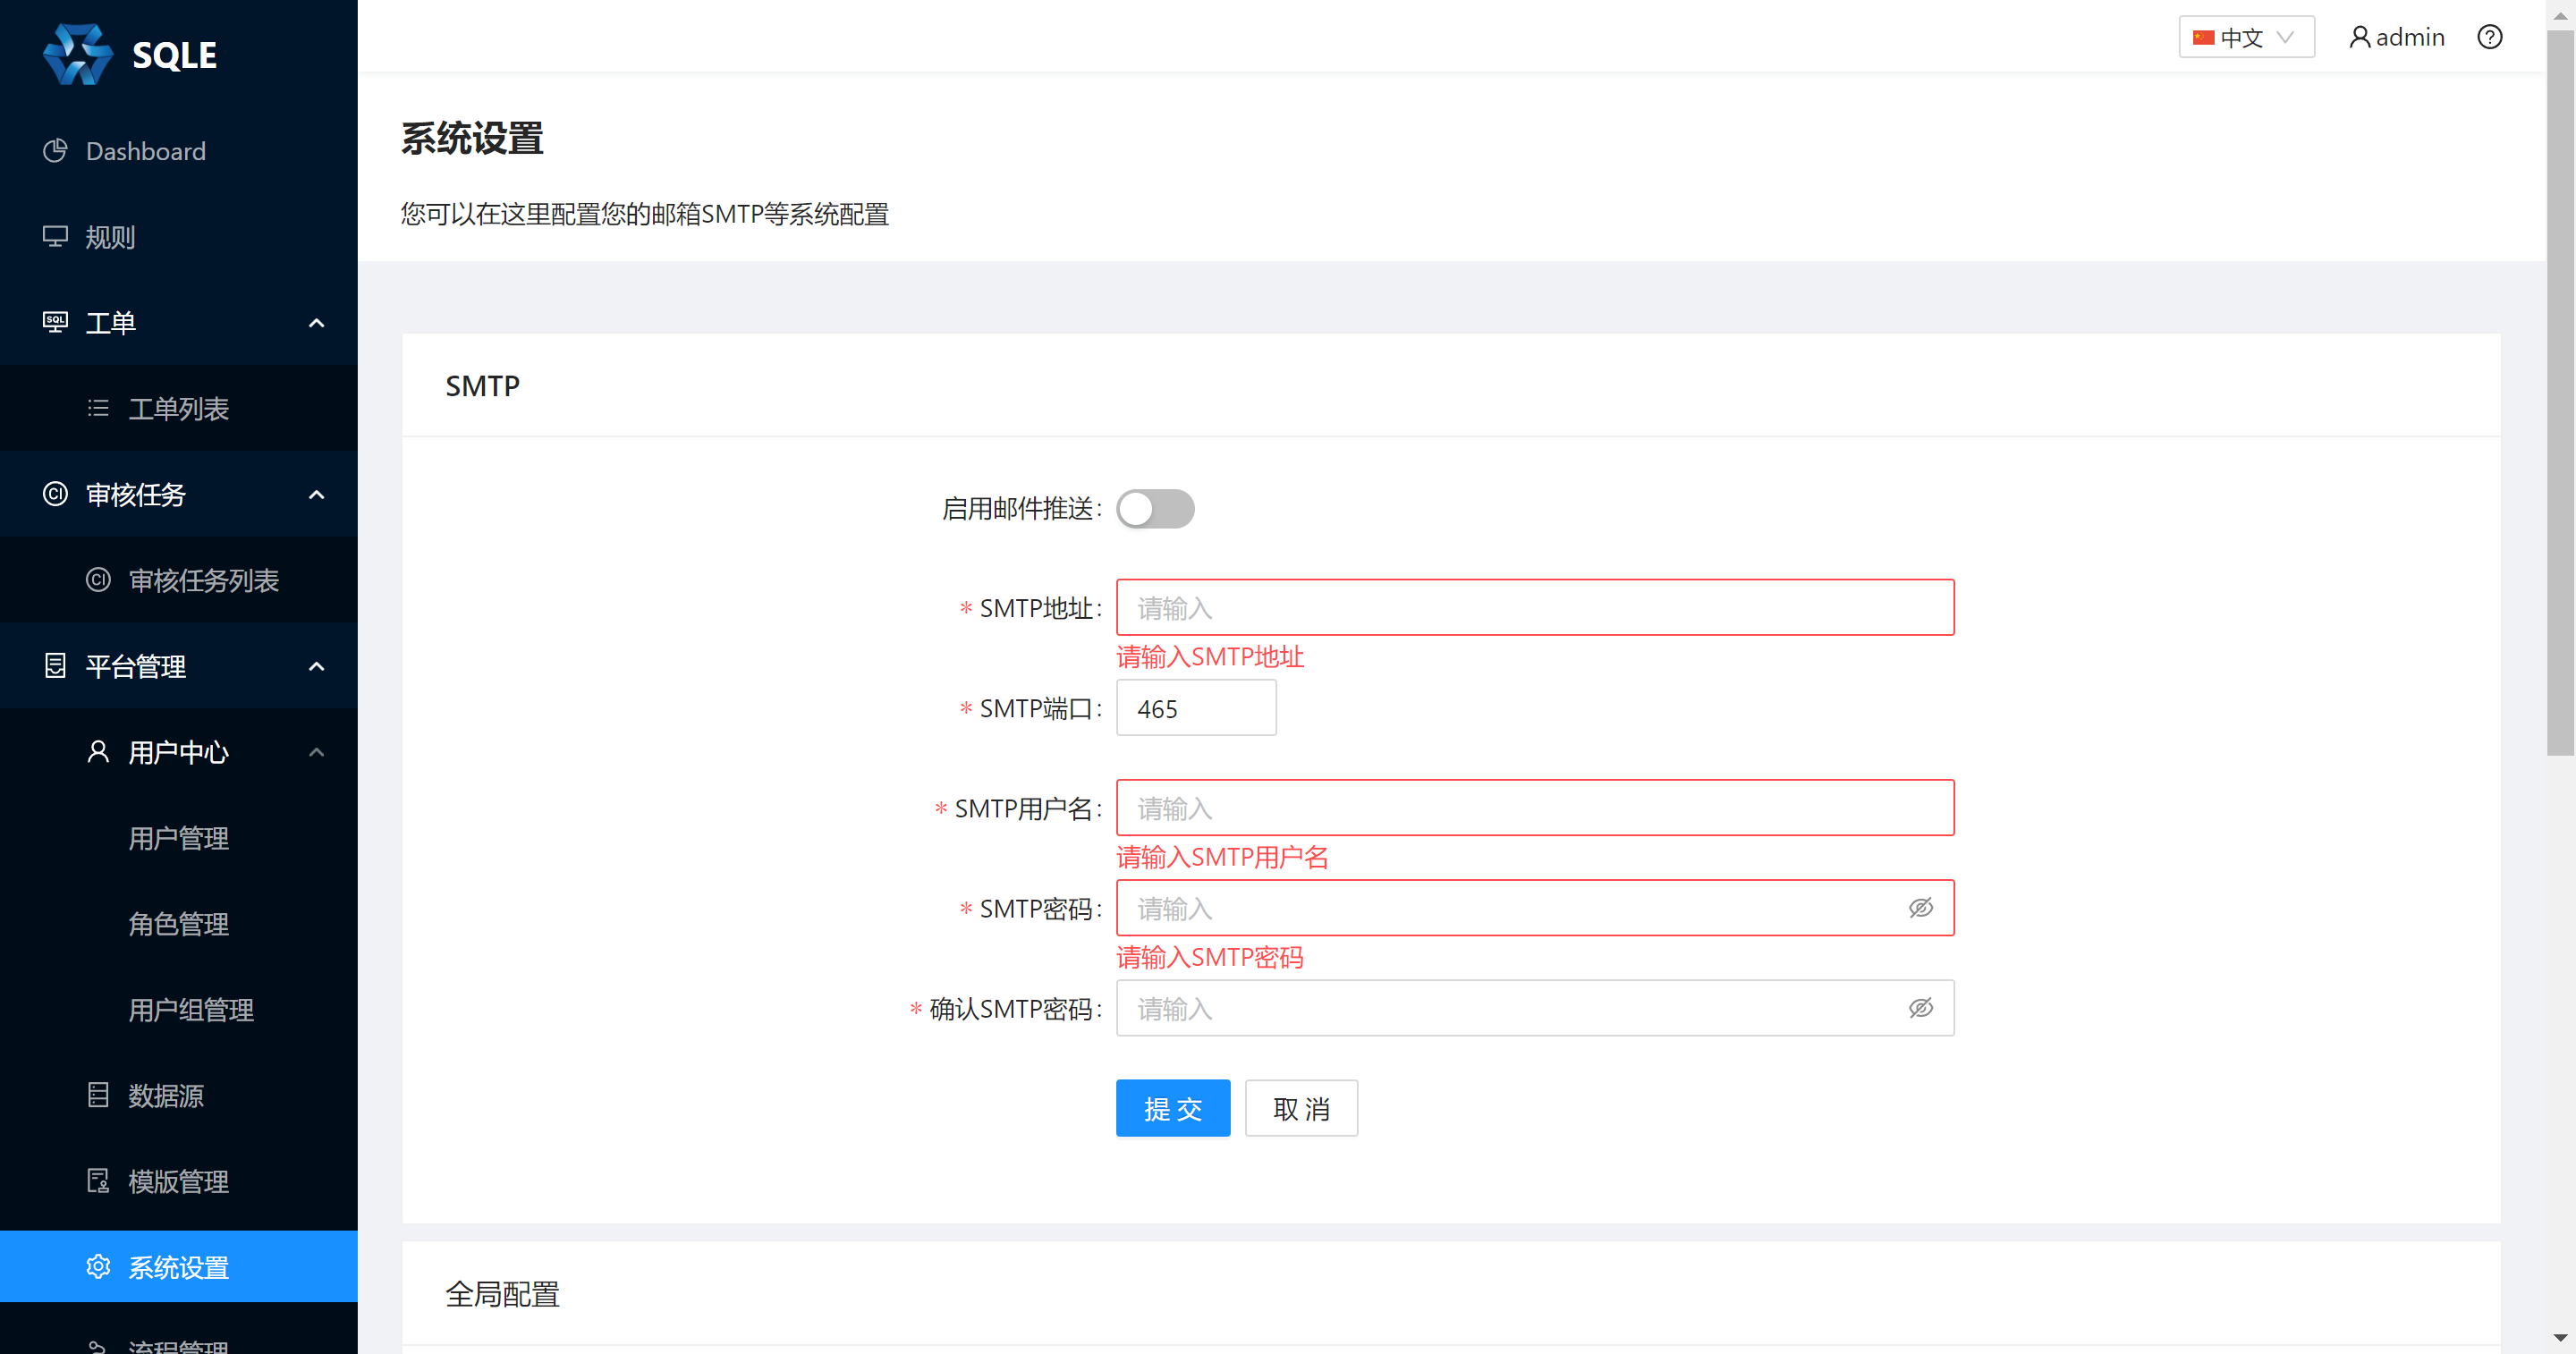 SQLE
中文
admin
Dashboard
规则
SQL 工单
工单列表
CI 审核任务
CI 审核任务列表
平台管理
用户中心
用户管理
角色管理
用户组管理
数据源
模版管理
系统设置
流程管理
系统设置
您可以在这里配置您的邮箱SMTP等系统配置
SMTP
启用邮件推送:
* SMTP地址: 请输入
请输入SMTP地址
* SMTP端口: 465
* SMTP用户名: 请输入
请输入SMTP用户名
* SMTP密码: 请输入
请输入SMTP密码
* 确认SMTP密码: 请输入
提 交 取 消
全局配置